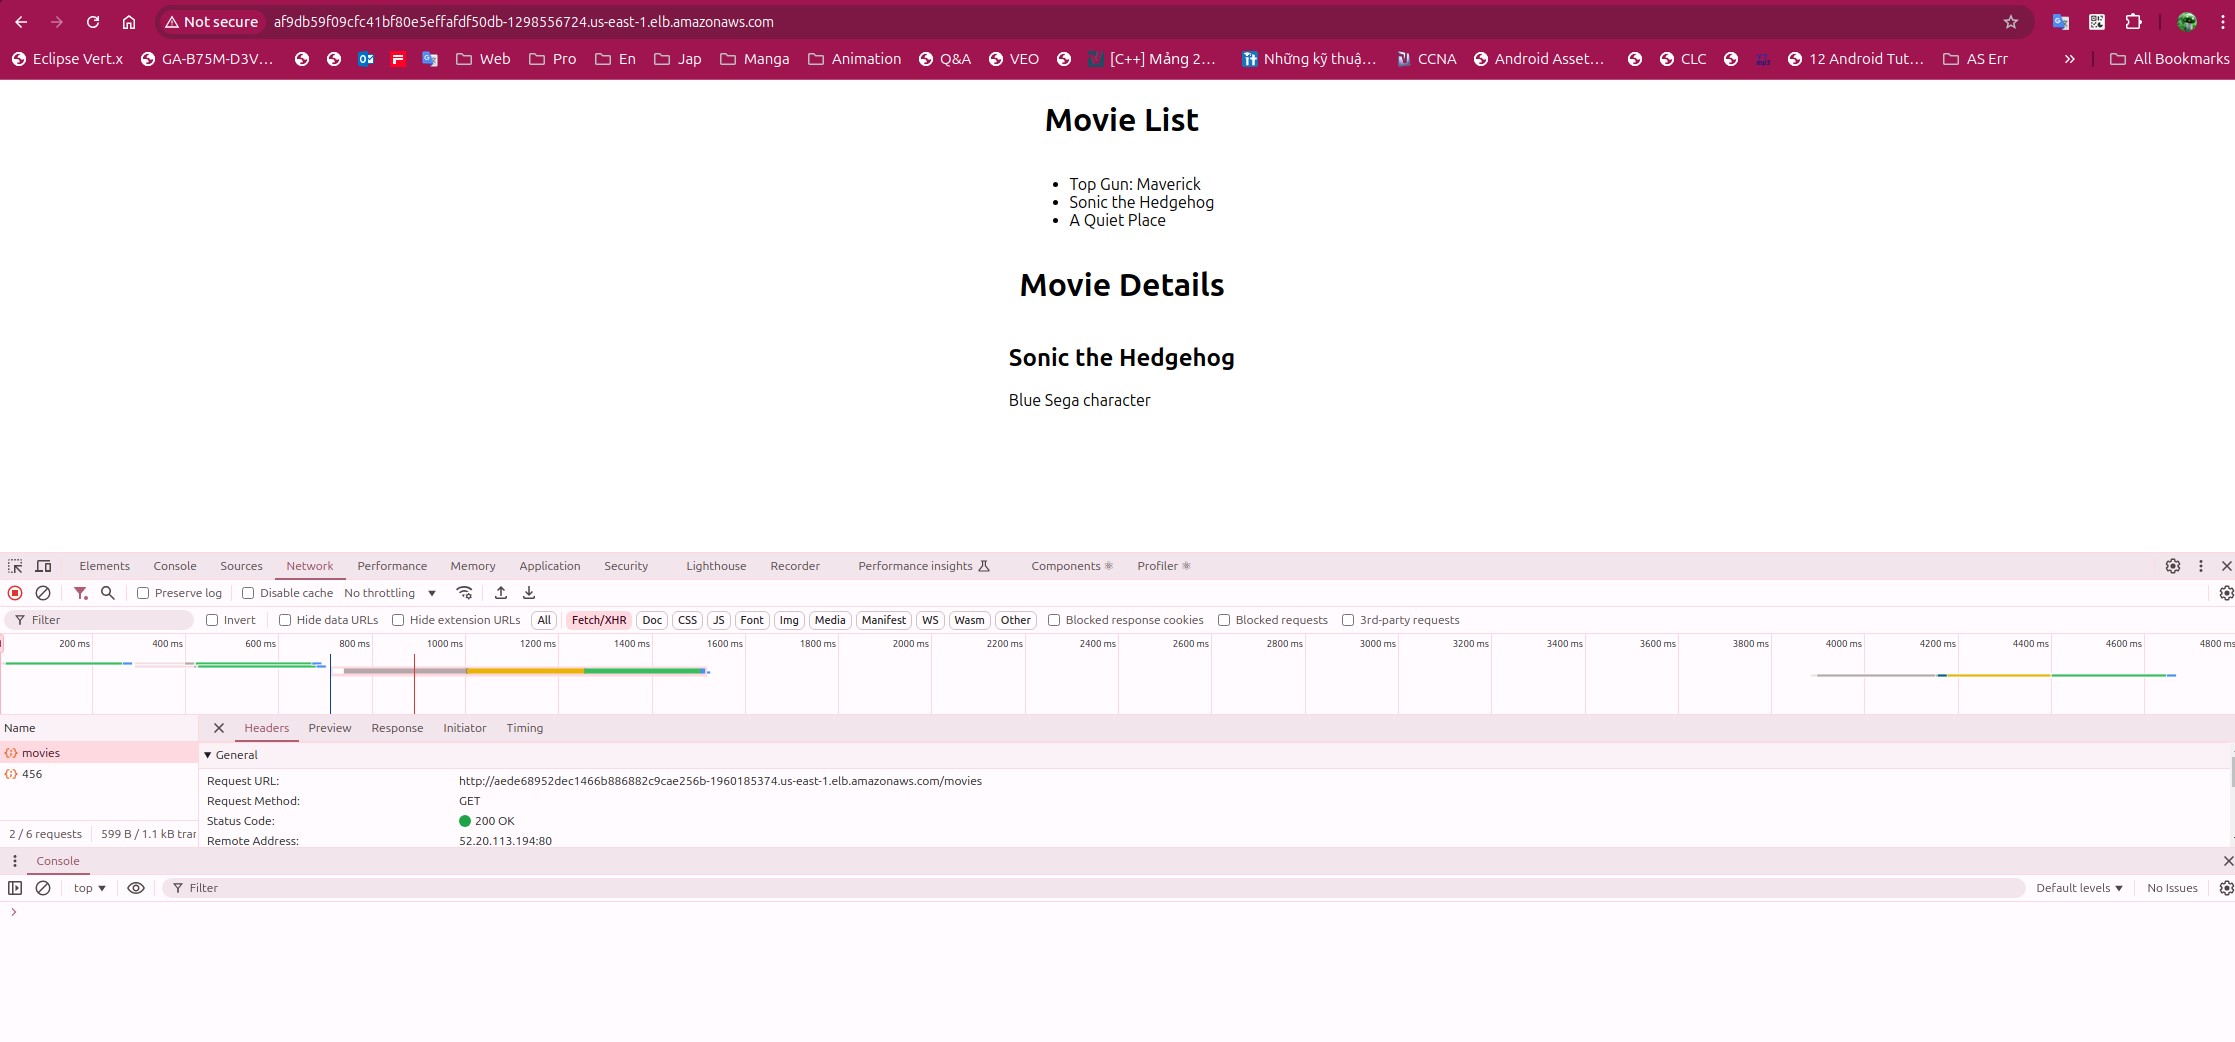 Not secure af9db59f09cfc41bf80e5effafdf50db-1298556724.us-east-1.elb.amazonaws.com
Eclipse Vert.x GA-B75M-D3V... Web Pro En Jap Manga Animation Q&A VEO [C++] Mảng 2... Những kỹ thuậ... CCNA Android Asset... CLC 12 Android Tut... AS Err » All Bookmarks
Movie List
• Top Gun: Maverick
• Sonic the Hedgehog
• A Quiet Place
Movie Details
Sonic the Hedgehog
Blue Sega character
Elements Console Sources Network Performance Memory Application Security Lighthouse Recorder Performance insights Components Profiler
Preserve log Disable cache No throttling
Filter Invert Hide data URLs Hide extension URLs All Fetch/XHR Doc CSS JS Font Img Media Manifest WS Wasm Other Blocked response cookies Blocked requests 3rd-party requests
200 ms 400 ms 600 ms 800 ms 1000 ms 1200 ms 1400 ms 1600 ms 1800 ms 2000 ms 2200 ms 2400 ms 2600 ms 2800 ms 3000 ms 3200 ms 3400 ms 3600 ms 3800 ms 4000 ms 4200 ms 4400 ms 4600 ms 4800 ms
Name Headers Preview Response Initiator Timing
movies
456
General
Request URL: http://aede68952dec1466b886882c9cae256b-1960185374.us-east-1.elb.amazonaws.com/movies
Request Method: GET
Status Code: 200 OK
Remote Address: 52.20.113.194:80
2 / 6 requests 599 B / 1.1 kB tra
Console
top Filter Default levels No Issues